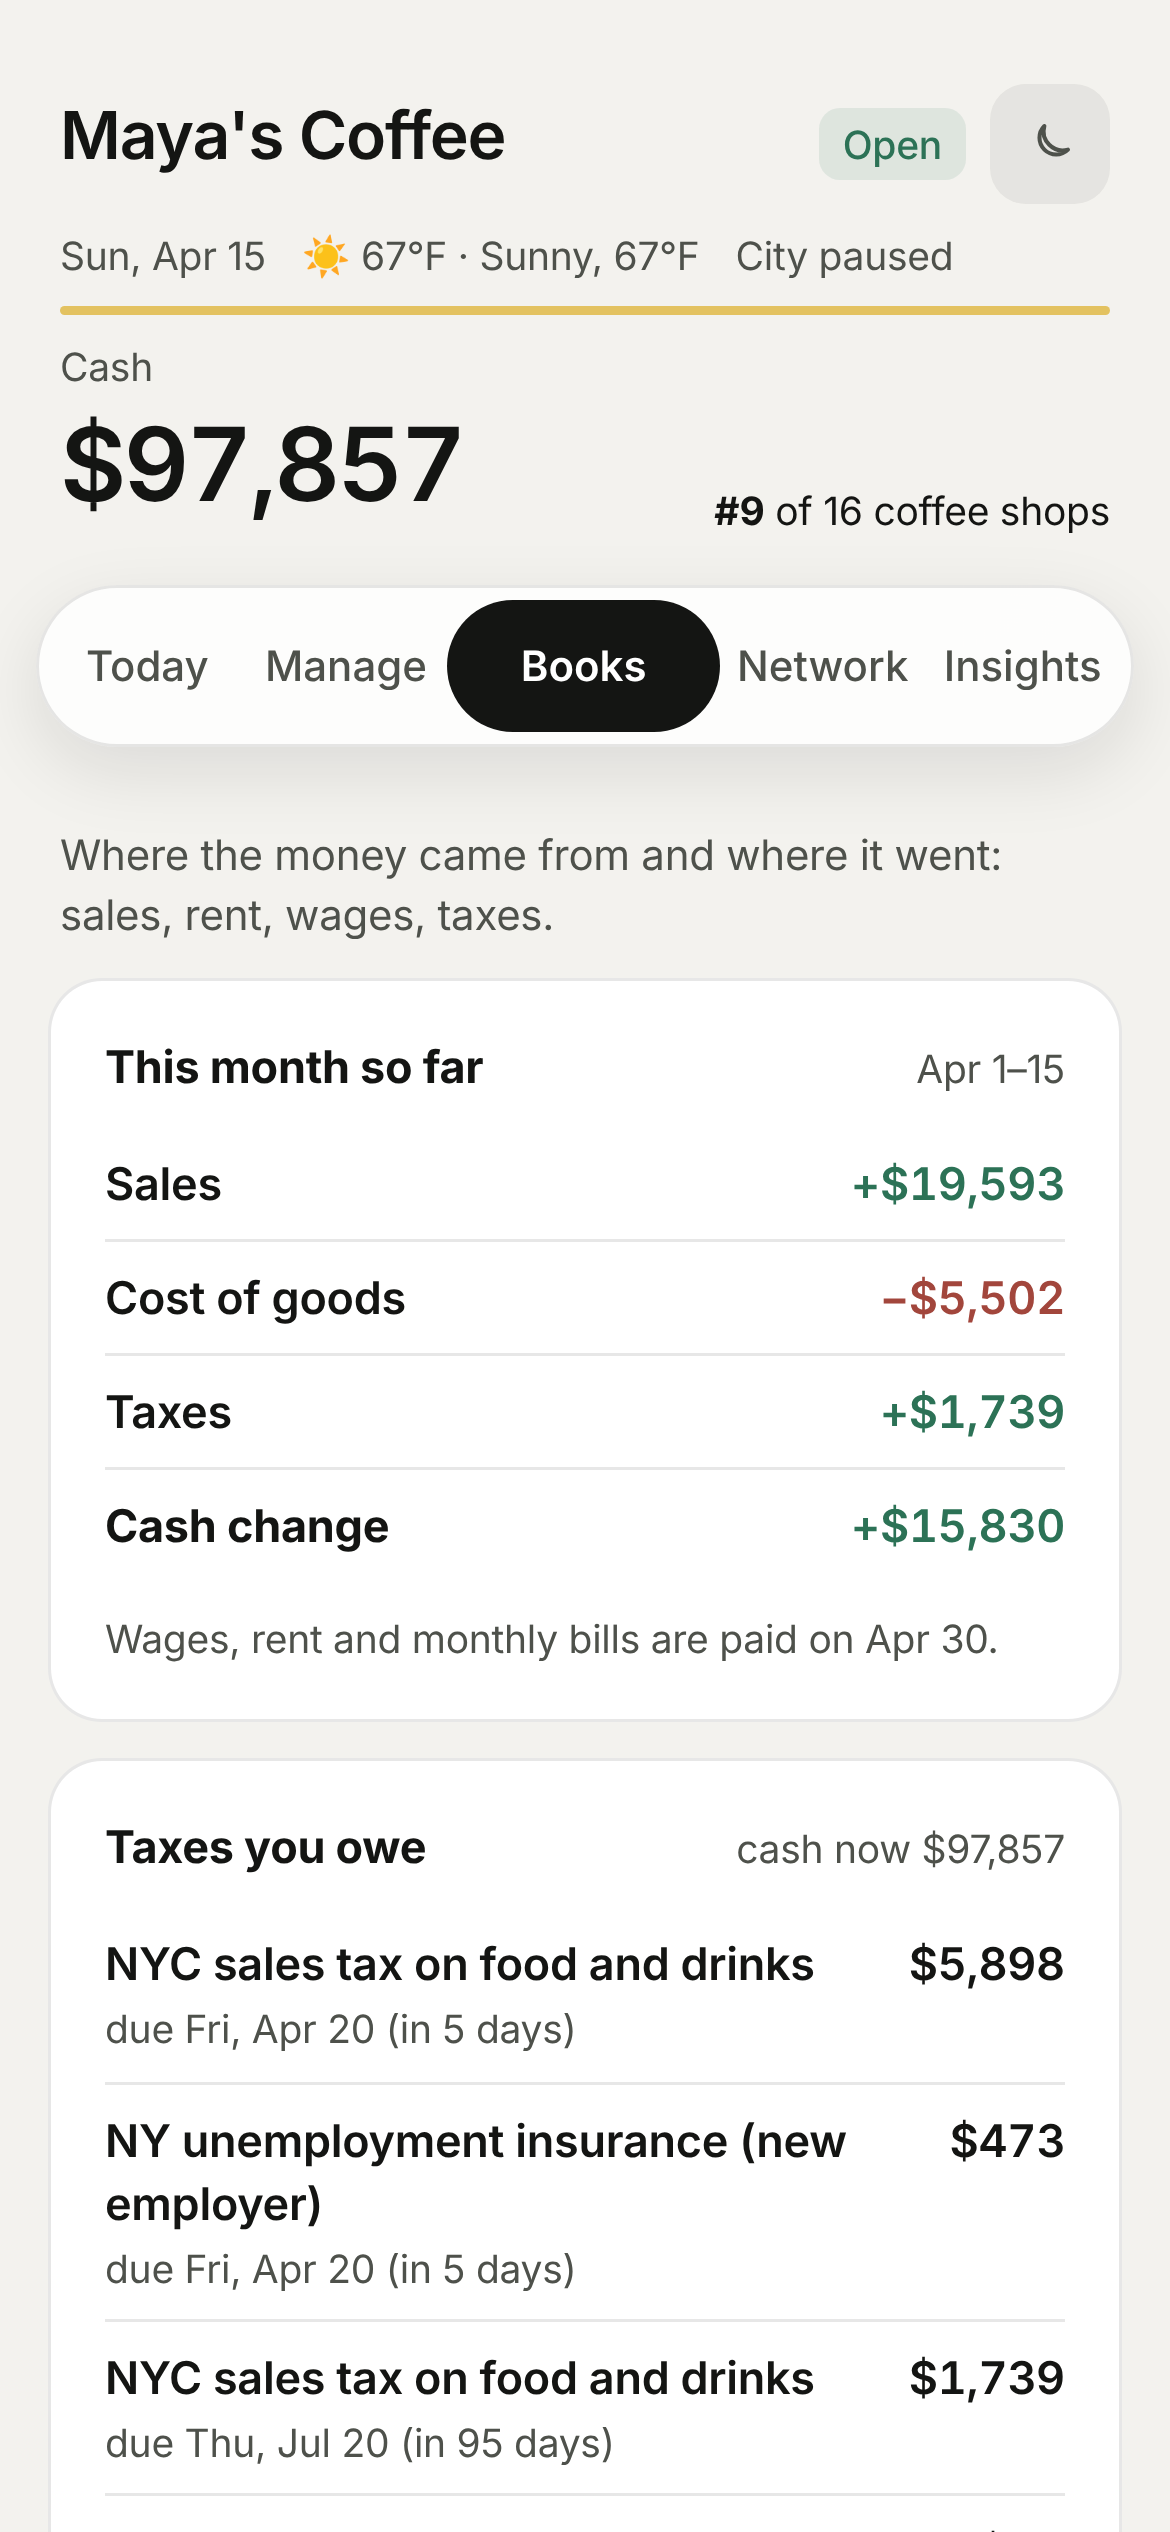 Maya's Coffee
Open
Sun, Apr 15 ☀️ 67°F · Sunny, 67°F City paused
Cash
$97,857
#9 of 16 coffee shops
Today Manage Books Network Insights
Where the money came from and where it went:
sales, rent, wages, taxes.
This month so far Apr 1–15
Sales +$19,593
Cost of goods –$5,502
Taxes +$1,739
Cash change +$15,830
Wages, rent and monthly bills are paid on Apr 30.
Taxes you owe cash now $97,857
NYC sales tax on food and drinks $5,898
due Fri, Apr 20 (in 5 days)
NY unemployment insurance (new $473
employer)
due Fri, Apr 20 (in 5 days)
NYC sales tax on food and drinks $1,739
due Thu, Jul 20 (in 95 days)